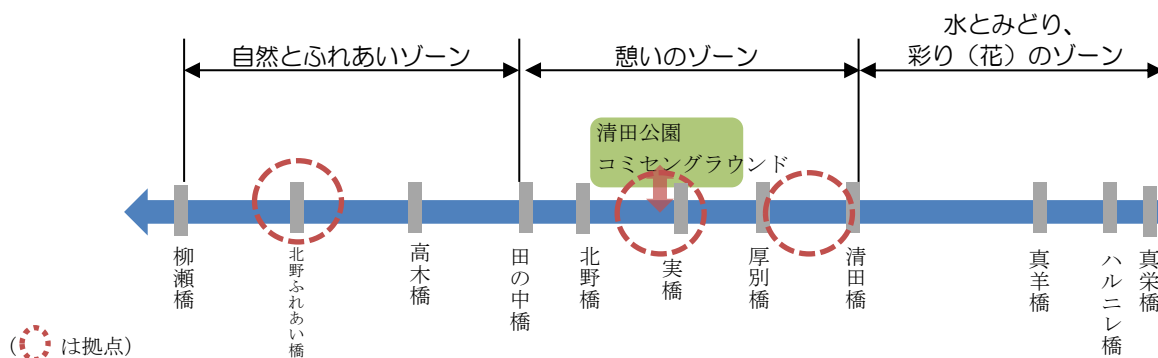 自然とふれあいゾーン
憩いのゾーン
水とみどり、
彩り（花）のゾーン
清田公園
コミセングラウンド
柳瀬橋
北野ふれあい橋
高木橋
田の中橋
北野橋
実橋
厚別橋
清田橋
真羊橋
ハルニレ橋
真栄橋
（ は拠点）